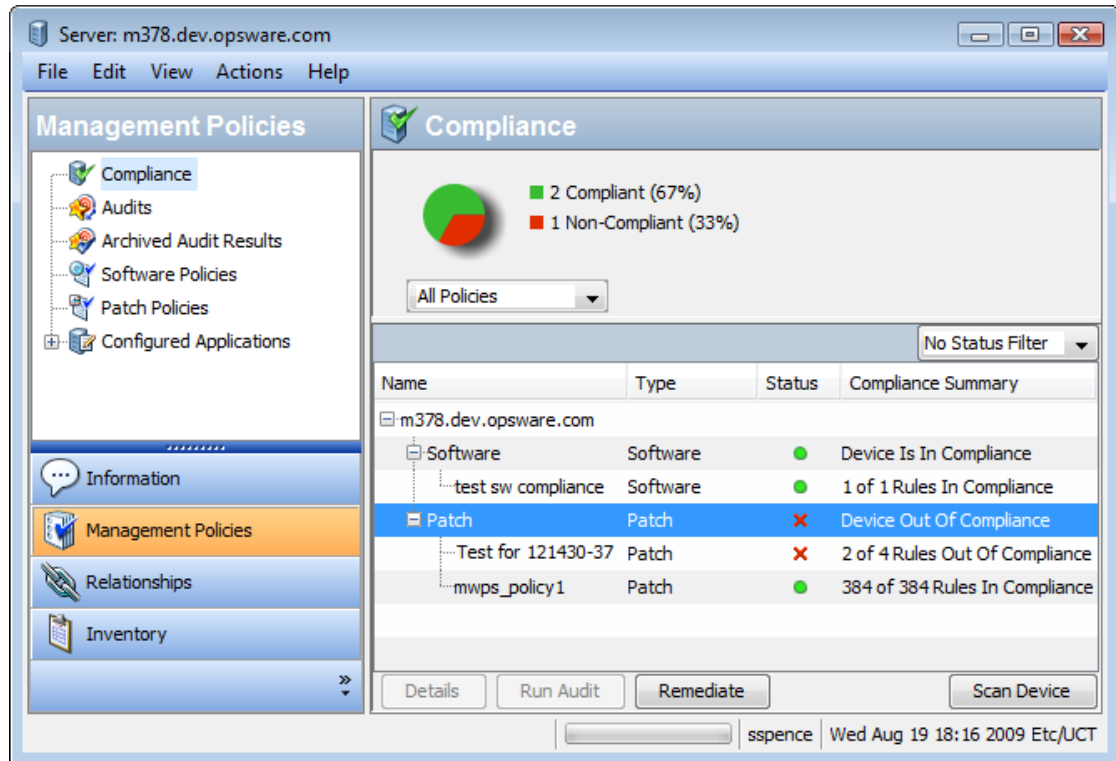 Server: m378.dev.opsware.com
File Edit View Actions Help
Management Policies
Compliance
Audits
Archived Audit Results
Software Policies
Patch Policies
Configured Applications
Information
Management Policies
Relationships
Inventory
Compliance
2 Compliant (67%)
1 Non-Compliant (33%)
All Policies
No Status Filter
Name Type Status Compliance Summary
m378.dev.opsware.com
Software Software Device Is In Compliance
test sw compliance Software 1 of 1 Rules In Compliance
Patch Patch Device Out Of Compliance
Test for 121430-37 Patch 2 of 4 Rules Out Of Compliance
mwps_policy1 Patch 384 of 384 Rules In Compliance
Details Run Audit Remediate Scan Device
sspence Wed Aug 19 18:16 2009 Etc/UCT